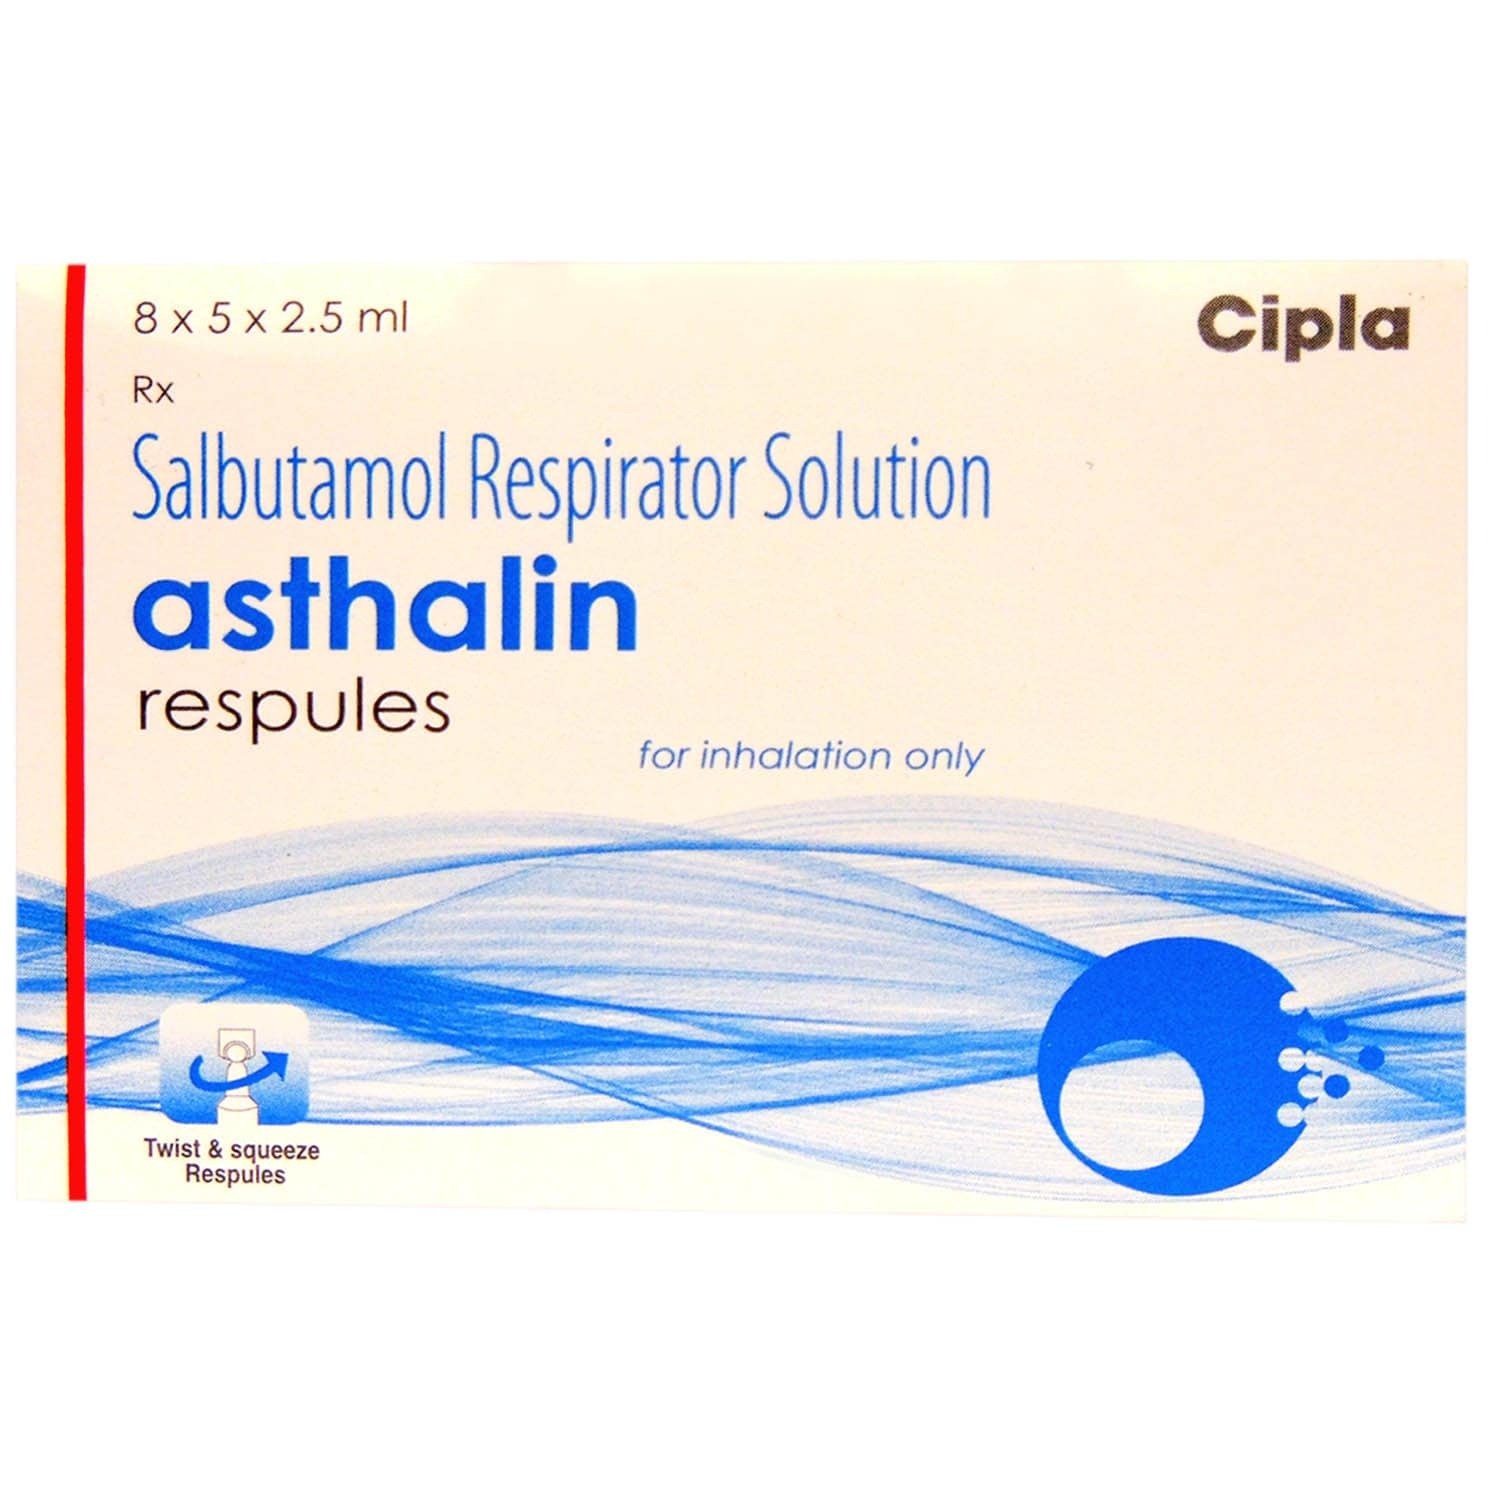 8 x 5 x 2.5 ml
Cipla
Rx
Salbutamol Respirator Solution
asthalin
respules
for inhalation only
Twist & squeeze
Respules